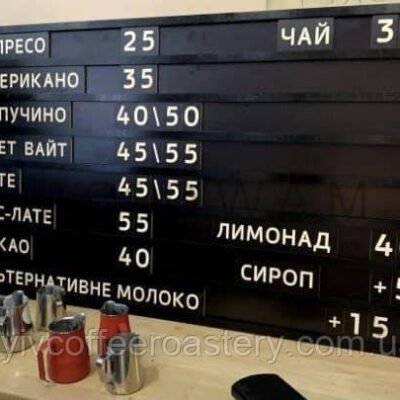 ПРЕСО 25 ЧАЙ 3
ЕРИКАНО 35
ПУЧИНО 40\50
ЕТ ВАЙТ 45\55
ТЕ 45\55
С-ЛАТЕ 55 ЛИМОНАД 4
КАО 40 СИРОП +5
ЬТЕРНАТИВНЕ МОЛОКО +15
yivcoffeeroastery.com.u